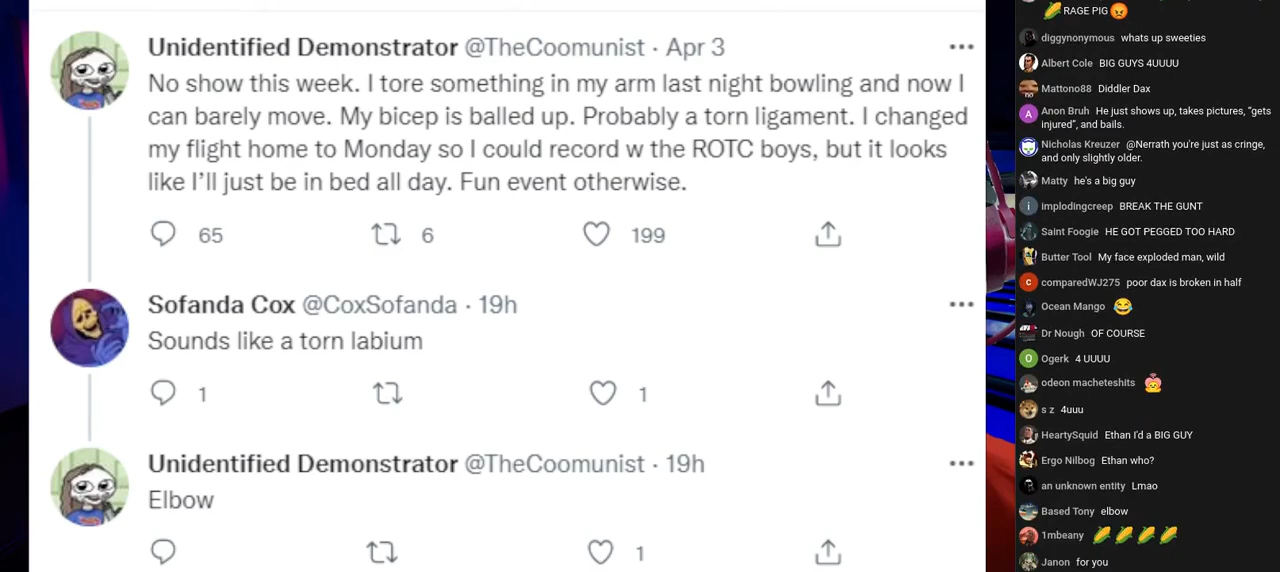 Unidentified Demonstrator @TheCoomunist · Apr 3
No show this week. I tore something in my arm last night bowling and now I
can barely move. My bicep is balled up. Probably a torn ligament. I changed
my flight home to Monday so I could record w the ROTC boys, but it looks
like I’ll just be in bed all day. Fun event otherwise.
65 6 199
Sofanda Cox @CoxSofanda · 19h
Sounds like a torn labium
1 1
Unidentified Demonstrator @TheCoomunist · 19h
Elbow
1
RAGE PIG
diggynonymous whats up sweeties
Albert Cole BIG GUYS 4UUUU
Mattono88 Diddler Dax
A Anon Bruh He just shows up, takes pictures, “gets
injured”, and bails.
Nicholas Kreuzer @Nerrath you're just as cringe,
and only slightly older.
Matty he's a big guy
i implodingcreep BREAK THE GUNT
Saint Foogie HE GOT PEGGED TOO HARD
Butter Tool My face exploded man, wild
c comparedWJ275 poor dax is broken in half
Ocean Mango
Dr Nough OF COURSE
O Ogerk 4 UUUU
odeon macheteshits
s z 4uuu
HeartySquid Ethan I'd a BIG GUY
Ergo Nilbog Ethan who?
an unknown entity Lmao
Based Tony elbow
1mbeany
Janon for you